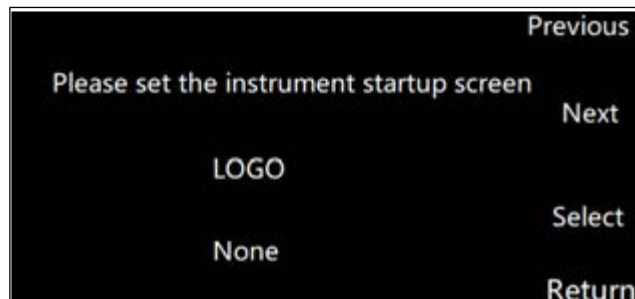 Previous
Please set the instrument startup screen
Next
LOGO
Select
None
Return